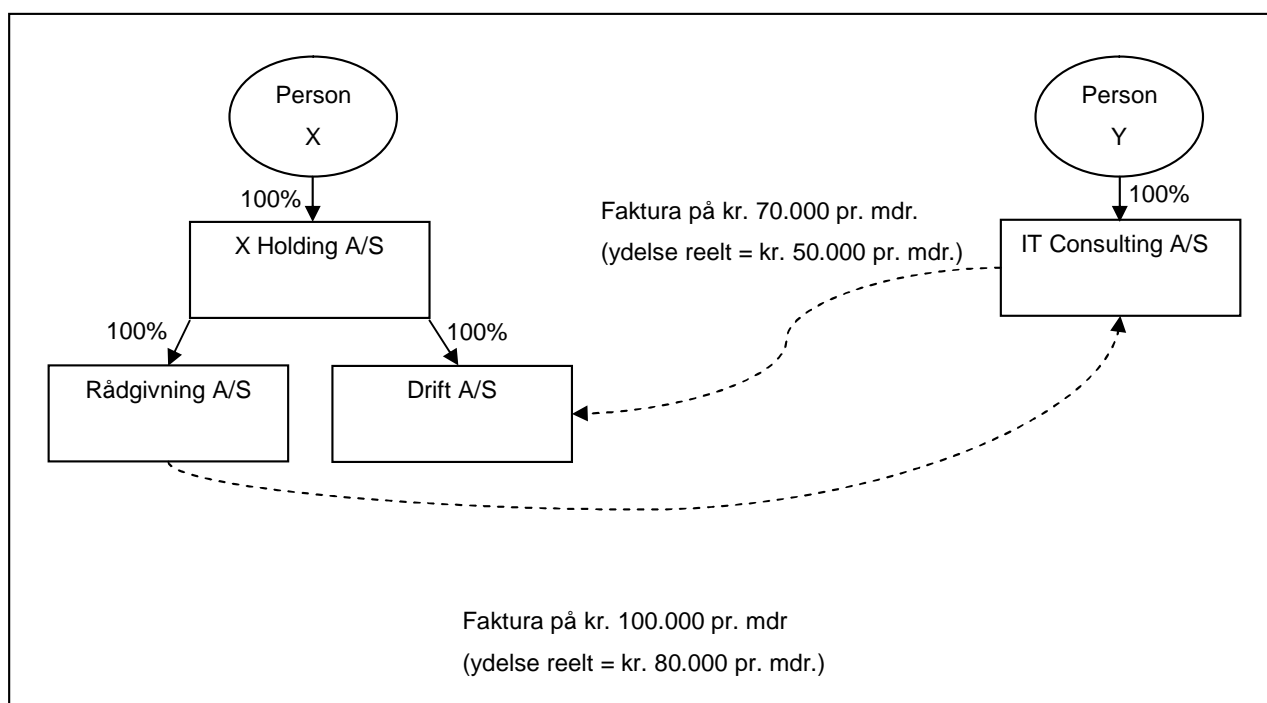 Person
X
Person
Y
100%
100%
X Holding A/S
Faktura på kr. 70.000 pr. mdr.
(ydelse reelt = kr. 50.000 pr. mdr.)
IT Consulting A/S
100%
100%
Rådgivning A/S
Drift A/S
Faktura på kr. 100.000 pr. mdr
(ydelse reelt = kr. 80.000 pr. mdr.)